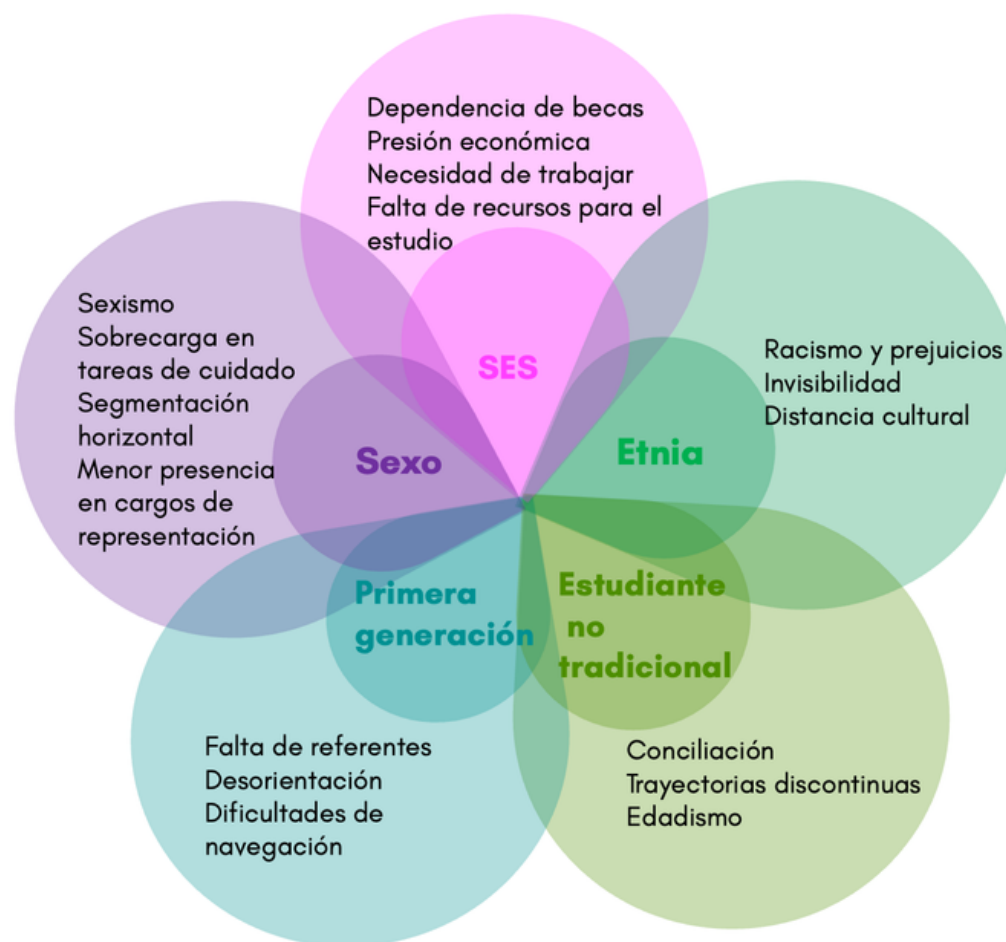 Dependencia de becas
Presión económica
Necesidad de trabajar
Falta de recursos para el
estudio
SES
Sexismo
Sobrecarga en
tareas de cuidado
Segmentación
horizontal
Menor presencia
en cargos de
representación
Sexo
Racismo y prejuicios
Invisibilidad
Distancia cultural
Etnia
Primera
generación
Falta de referentes
Desorientación
Dificultades de
navegación
Estudiante
no
tradicional
Conciliación
Trayectorias discontinuas
Edadismo